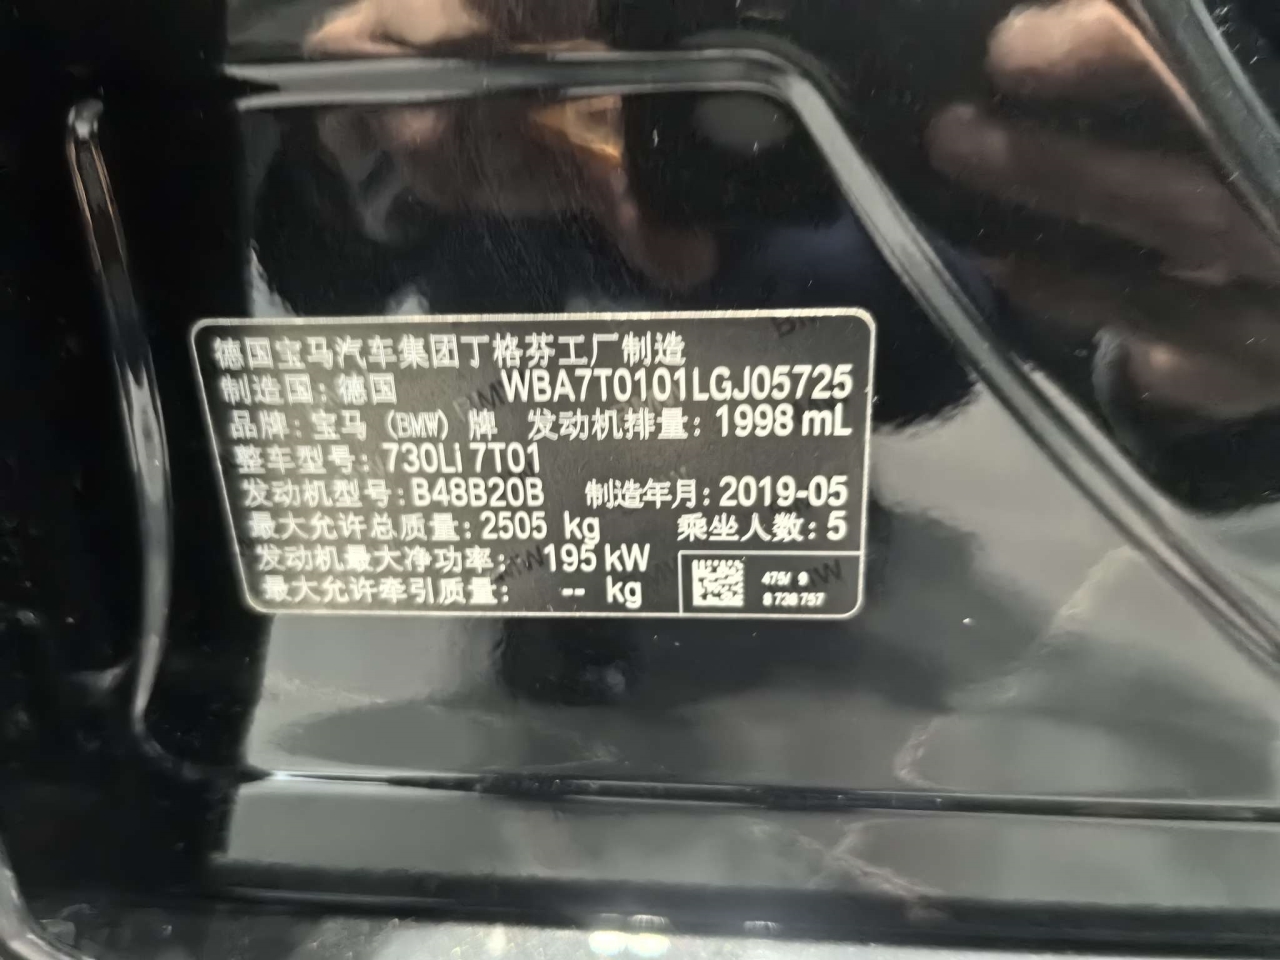 德国宝马汽车集团丁格芬工厂制造
制造国：德国 WBA7T0101LGJ05725
品牌：宝马 (BMW) 牌 发动机排量：1998 mL
整车型号：730Li 7T01
发动机型号：B48B20B 制造年月：2019-05
最大允许总质量：2505 kg 乘坐人数：5
发动机最大净功率： 195 kW
最大允许牵引质量： -- kg
475/ 9
8738757